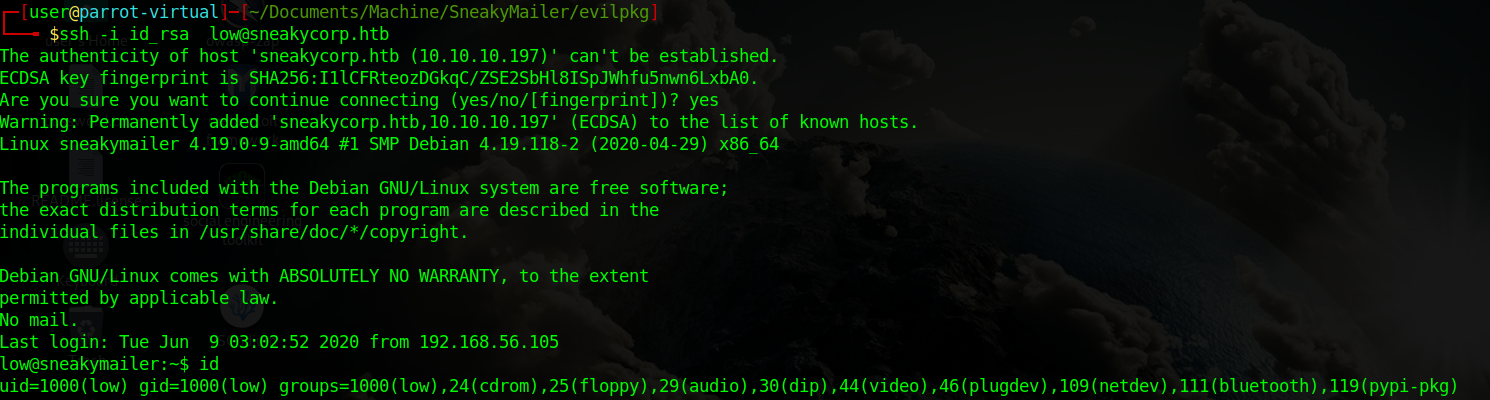 ┌─[user@parrot-virtual]─[~/Documents/Machine/SneakyMailer/evilpkg]
└──╼ $ssh -i id_rsa  low@sneakycorp.htb
The authenticity of host 'sneakycorp.htb (10.10.10.197)' can't be established.
ECDSA key fingerprint is SHA256:I1lCFRteozDGkqC/ZSE2SbHl8ISpJWhfu5nwn6LxbA0.
Are you sure you want to continue connecting (yes/no/[fingerprint])? yes
Warning: Permanently added 'sneakycorp.htb,10.10.10.197' (ECDSA) to the list of known hosts.
Linux sneakymailer 4.19.0-9-amd64 #1 SMP Debian 4.19.118-2 (2020-04-29) x86_64
The programs included with the Debian GNU/Linux system are free software;
the exact distribution terms for each program are described in the
individual files in /usr/share/doc/*/copyright.
Debian GNU/Linux comes with ABSOLUTELY NO WARRANTY, to the extent
permitted by applicable law.
No mail.
Last login: Tue Jun  9 03:02:52 2020 from 192.168.56.105
low@sneakymailer:~$ id
uid=1000(low) gid=1000(low) groups=1000(low),24(cdrom),25(floppy),29(audio),30(dip),44(video),46(plugdev),109(netdev),111(bluetooth),119(pypi-pkg)